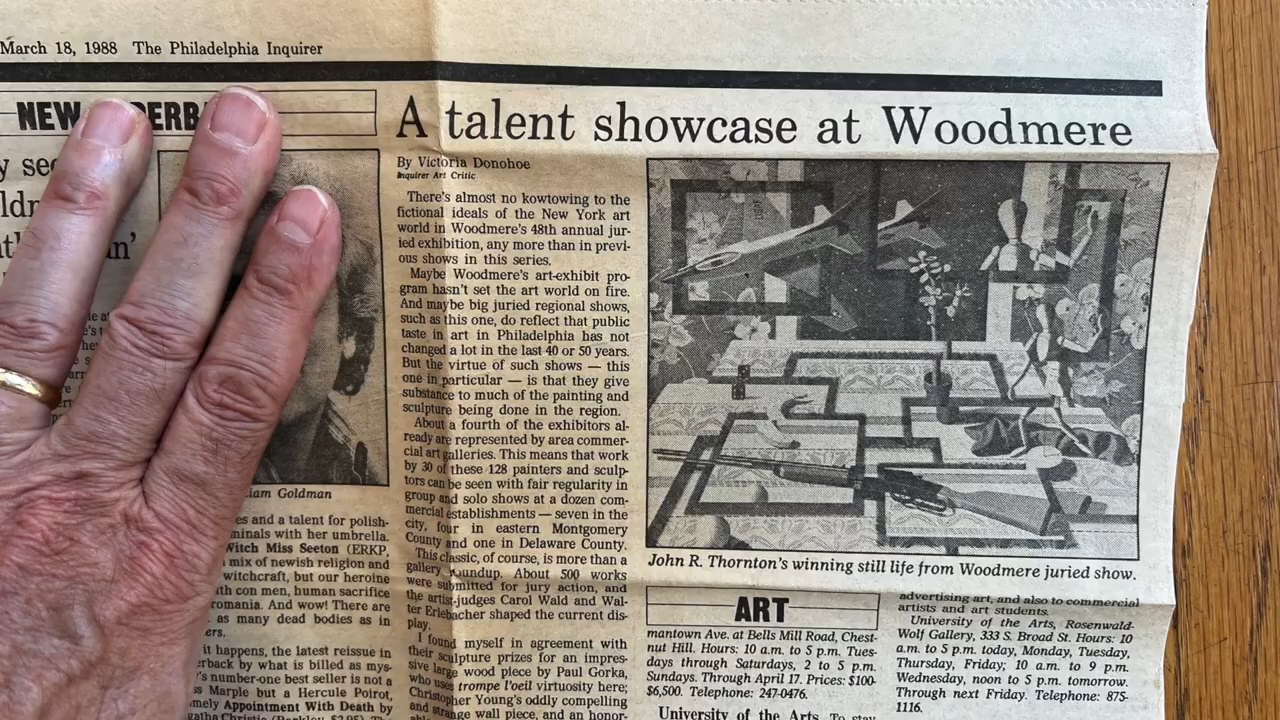 March 18, 1988 The Philadelphia Inquirer
NEW
ERB
A talent showcase at Woodmere
By Victoria Donohoe
Inquirer Art Critic
There's almost no kowtowing to the
fictional ideals of the New York art
world in Woodmere's 48th annual jur-
ied exhibition, any more than in previ-
ous shows in this series.
Maybe Woodmere's art-exhibit pro-
gram hasn't set the art world on fire.
And maybe big juried regional shows,
such as this one, do reflect that public
taste in art in Philadelphia has not
changed a lot in the last 40 or 50 years.
But the virtue of such shows — this
one in particular — is that they give
substance to much of the painting and
sculpture being done in the region.
About a fourth of the exhibitors al-
ready are represented by area commer-
cial art galleries. This means that work
by 30 of these 128 painters and sculp-
tors can be seen with fair regularity in
group and solo shows at a dozen com-
mercial establishments — seven in the
city, four in eastern Montgomery
County and one in Delaware County.
This classic, of course, is more than a
gallery roundup. About 500 works
were submitted for jury action, and
the artist-judges Carol Wald and Wal-
ter Erlebacher shaped the current dis-
play.
I found myself in agreement with
their sculpture prizes for an impres-
sive large wood piece by Paul Gorka,
who uses trompe l'oeil virtuosity here;
Christopher Young's oddly compelling
and strange wall piece, and an honor-
John R. Thornton's winning still life from Woodmere juried show.
ART
mantown Ave. at Bells Mill Road, Chest-
nut Hill. Hours: 10 a.m. to 5 p.m. Tues-
days through Saturdays, 2 to 5 p.m.
Sundays. Through April 17. Prices: $100-
$6,500. Telephone: 247-0476.
University of the Arts. To stay
advertising art, and also to commercial
artists and art students.
University of the Arts, Rosenwald-
Wolf Gallery, 333 S. Broad St. Hours: 10
a.m. to 5 p.m. today, Monday, Tuesday,
Thursday, Friday; 10 a.m. to 9 p.m.
Wednesday, noon to 5 p.m. tomorrow.
Through next Friday. Telephone: 875-
1116.
liam Goldman
es and a talent for polish-
minals with her umbrella.
Witch Miss Seeton (ERKP,
mix of newish religion and
witchcraft, but our heroine
th con men, human sacrifice
romania. And wow! There are
as many dead bodies as in
ers.
it happens, the latest reissue in
erback by what is billed as mys-
's number-one best seller is not a
ss Marple but a Hercule Poirot,
mely Appointment With Death by
gatha Christie (Berkley, $3.95). The